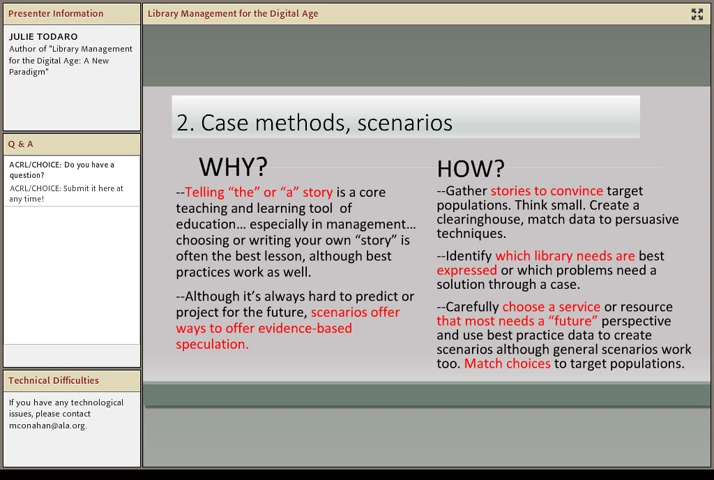 Presenter Information
JULIE TODARO
Author of "Library Management
for the Digital Age: A New
Paradigm"
Q & A
ACRL/CHOICE: Do you have a
question?
ACRL/CHOICE: Submit it here at
any time!
Technical Difficulties
If you have any technological
issues, please contact
mconahan@ala.org.
Library Management for the Digital Age
2. Case methods, scenarios
WHY?
--Telling “the” or “a” story is a core
teaching and learning tool of
education... especially in management...
choosing or writing your own “story” is
often the best lesson, although best
practices work as well.
--Although it’s always hard to predict or
project for the future, scenarios offer
ways to offer evidence-based
speculation.
HOW?
--Gather stories to convince target
populations. Think small. Create a
clearinghouse, match data to persuasive
techniques.
--Identify which library needs are best
expressed or which problems need a
solution through a case.
--Carefully choose a service or resource
that most needs a “future” perspective
and use best practice data to create
scenarios although general scenarios work
too. Match choices to target populations.